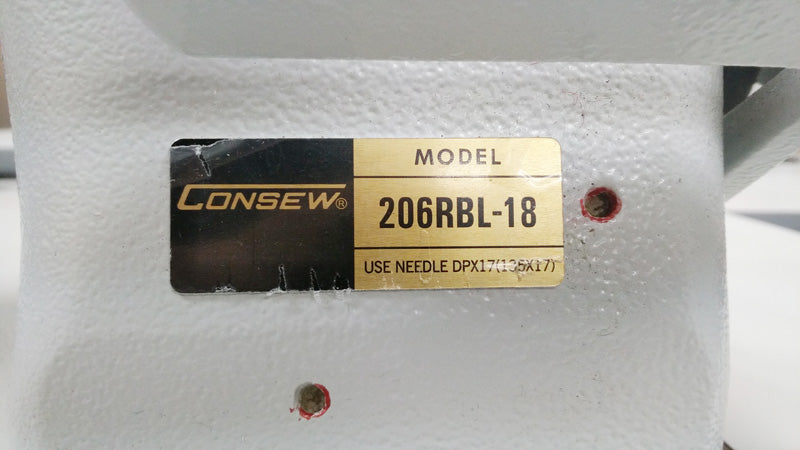 CONSEW®
MODEL
206RBL-18
USE NEEDLE DPX17(135X17)